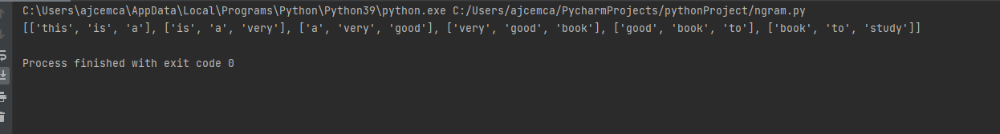 C:\Users\ajcemca\AppData\Local\Programs\Python\Python39\python.exe C:/Users/ajcemca/PycharmProjects/pythonProject/ngram.py
[['this', 'is', 'a'], ['is', 'a', 'very'], ['a', 'very', 'good'], ['very', 'good', 'book'], ['good', 'book', 'to'], ['book', 'to', 'study']]
Process finished with exit code 0